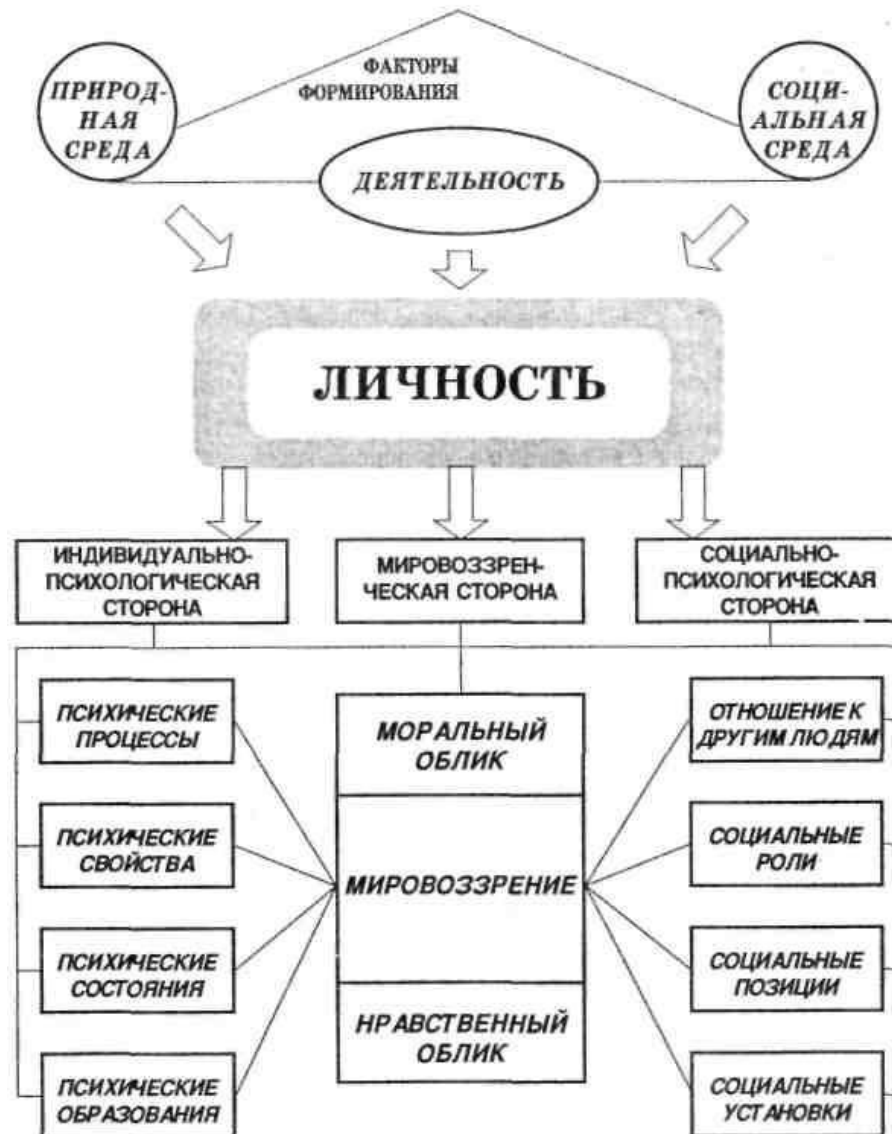 ФАКТОРЫ
ФОРМИРОВАНИЯ
ПРИРОД-
НАЯ
СРЕДА
СОЦИ-
АЛЬНАЯ
СРЕДА
ДЕЯТЕЛЬНОСТЬ
ЛИЧНОСТЬ
ИНДИВИДУАЛЬНО-
ПСИХОЛОГИЧЕСКАЯ
СТОРОНА
МИРОВОЗЗРЕН-
ЧЕСКАЯ СТОРОНА
СОЦИАЛЬНО-
ПСИХОЛОГИЧЕСКАЯ
СТОРОНА
ПСИХИЧЕСКИЕ
ПРОЦЕССЫ
ПСИХИЧЕСКИЕ
СВОЙСТВА
ПСИХИЧЕСКИЕ
СОСТОЯНИЯ
ПСИХИЧЕСКИЕ
ОБРАЗОВАНИЯ
МОРАЛЬНЫЙ
ОБЛИК
МИРОВОЗЗРЕНИЕ
НРАВСТВЕННЫЙ
ОБЛИК
ОТНОШЕНИЕ К
ДРУГИМ ЛЮДЯМ
СОЦИАЛЬНЫЕ
РОЛИ
СОЦИАЛЬНЫЕ
ПОЗИЦИИ
СОЦИАЛЬНЫЕ
УСТАНОВКИ